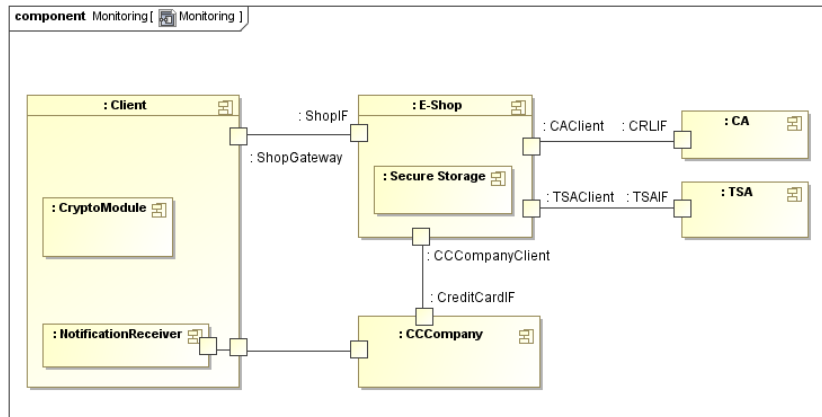 component Monitoring [ Monitoring ]
: Client
: ShopIF
: ShopGateway
: E-Shop
: CAClient
: CRLIF
: CA
: Secure Storage
: TSAClient
: TSAIF
: TSA
: CryptoModule
: CCCompanyClient
: CreditCardIF
: NotificationReceiver
: CCCompany